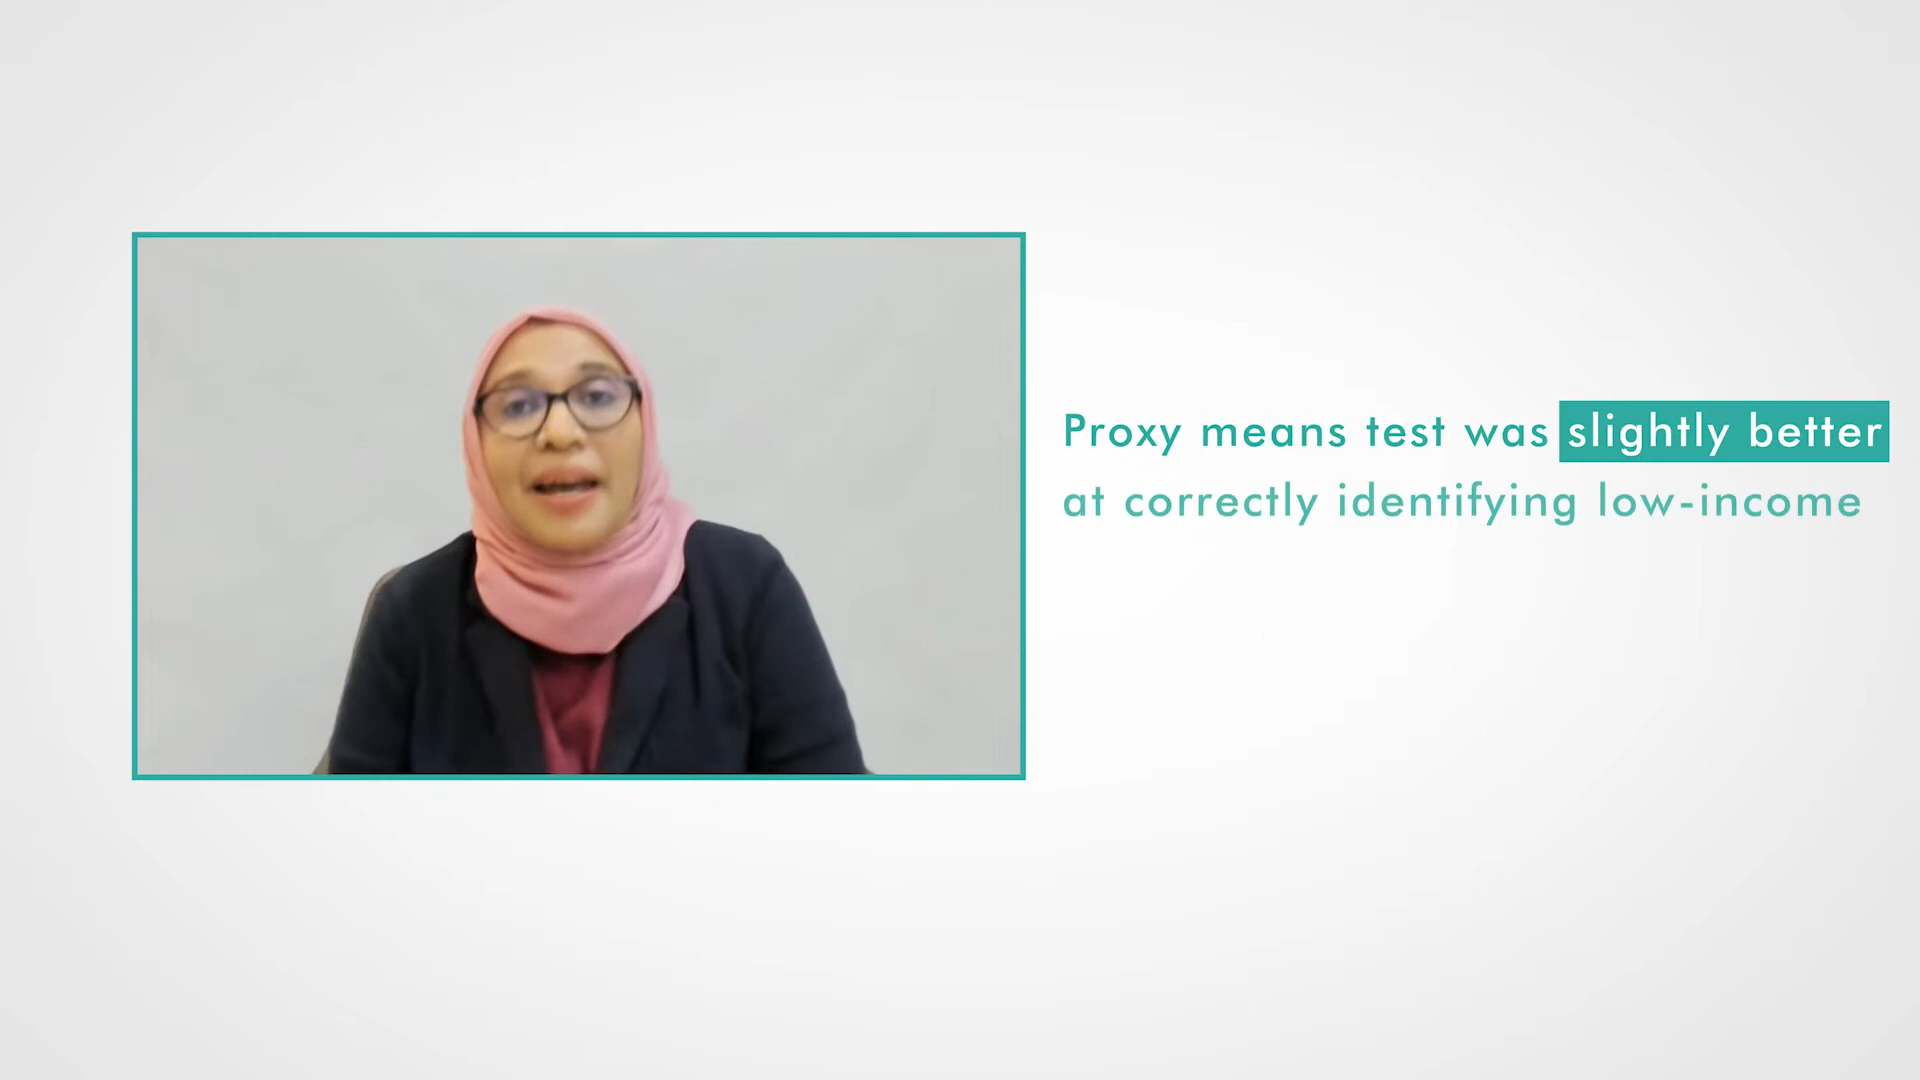 Proxy means test was slightly better
at correctly identifying low-income